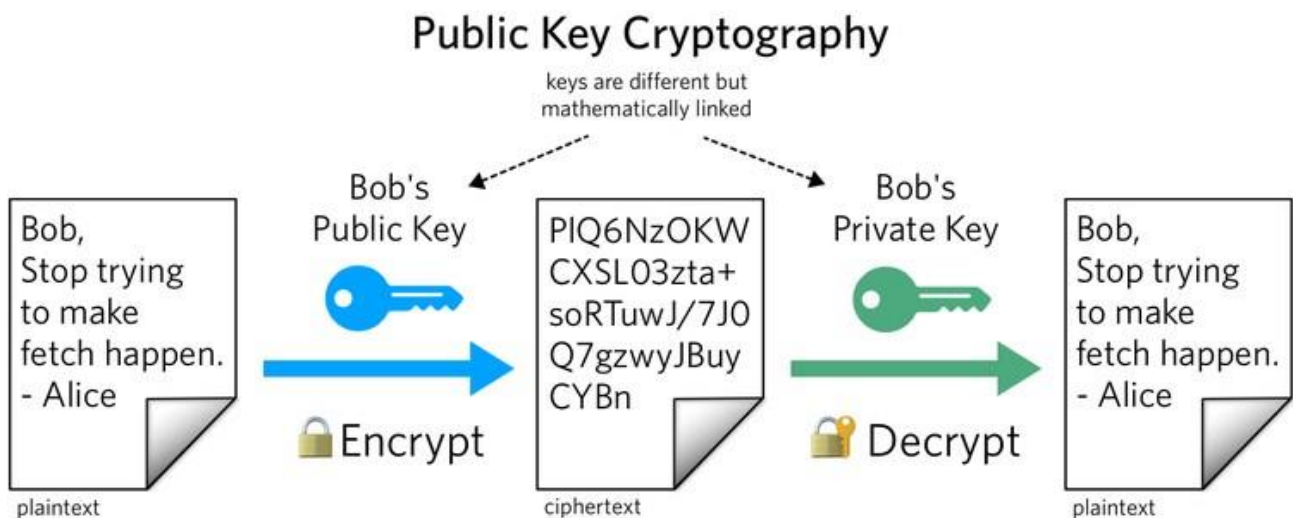 Public Key Cryptography
keys are different but
mathematically linked
Bob,
Stop trying
to make
fetch happen.
- Alice
plaintext
Bob's
Public Key
Encrypt
PIQ6NzOKW
CXSL03zta+
soRTuwJ/7J0
Q7gzwyJBuy
CYBn
ciphertext
Bob's
Private Key
Decrypt
Bob,
Stop trying
to make
fetch happen.
- Alice
plaintext